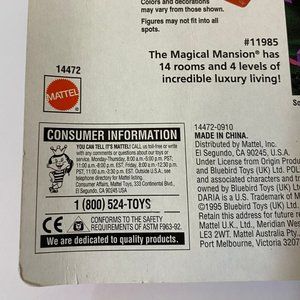 Colors and decorations
may vary from those shown.
Figures may not fit into all
spots.
#11985
The Magical Mansion® has
14 rooms and 4 levels of
incredible luxury living!
14472
MATTEL
CONSUMER INFORMATION
YOU CAN TELL IT'S MATTEL! CALL us toll-free or write
us with any comments or questions about our toys or
service. Monday-Thursday, 8:00 a.m.-5:00 p.m. PST;
11:00 a.m.-8:00 p.m. EST. Friday, 8:00 a.m.-12:30 p.m.
PST, 11:00 a.m.-3:30 p.m. EST. Outside U.S.A., see
directory in toy for Mattel listing.
Consumer Affairs, Mattel Toys, 333 Continental Blvd.,
El Segundo, CA 90245 USA
1 (800) 524-TOYS
CE CONFORMS TO THE SAFETY
REQUIREMENTS OF ASTM F963-92.
We are dedicated to quality products.
14472-0910
Distributed by Mattel, Inc.
El Segundo, CA 90245, U.S.A.
Under License from Origin Produ
and Bluebird Toys (UK) Ltd. POL
and associated characters and
owned by Bluebird Toys (UK) Lt
DARIA is a U.S. Trademark of M
©1995 Bluebird Toys (UK) Ltd.
Retain this address for future
Mattel U.K. Ltd., Meridian Wes
LE3 2WT. Mattel Australia Pty.,
Port Melbourne, Victoria 3207